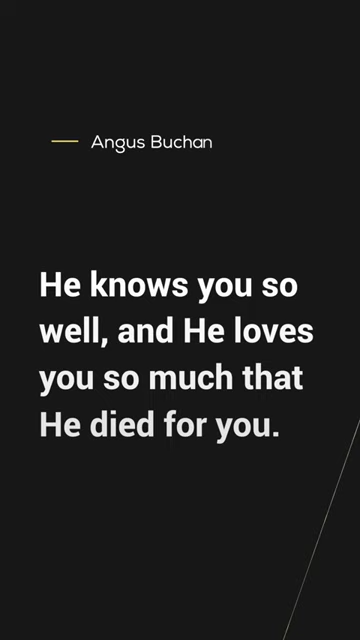 Angus Buchan
He knows you so
well, and He loves
you so much that
He died for you.